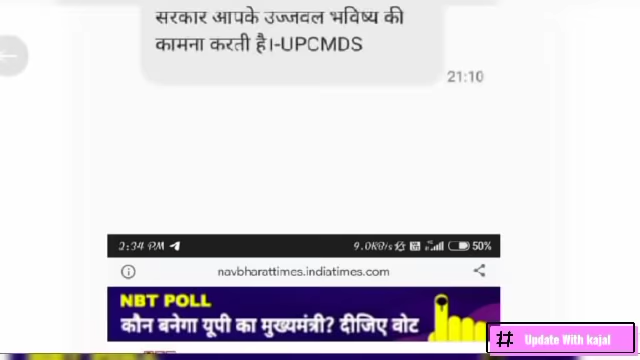 सरकार आपके उज्जवल भविष्य की
कामना करती है।-UPCMDS
21:10
2:34 PM
9.0KB/s
50%
navbharattimes.indiatimes.com
NBT POLL
कौन बनेगा यूपी का मुख्यमंत्री? दीजिए वोट
# Update With kajal